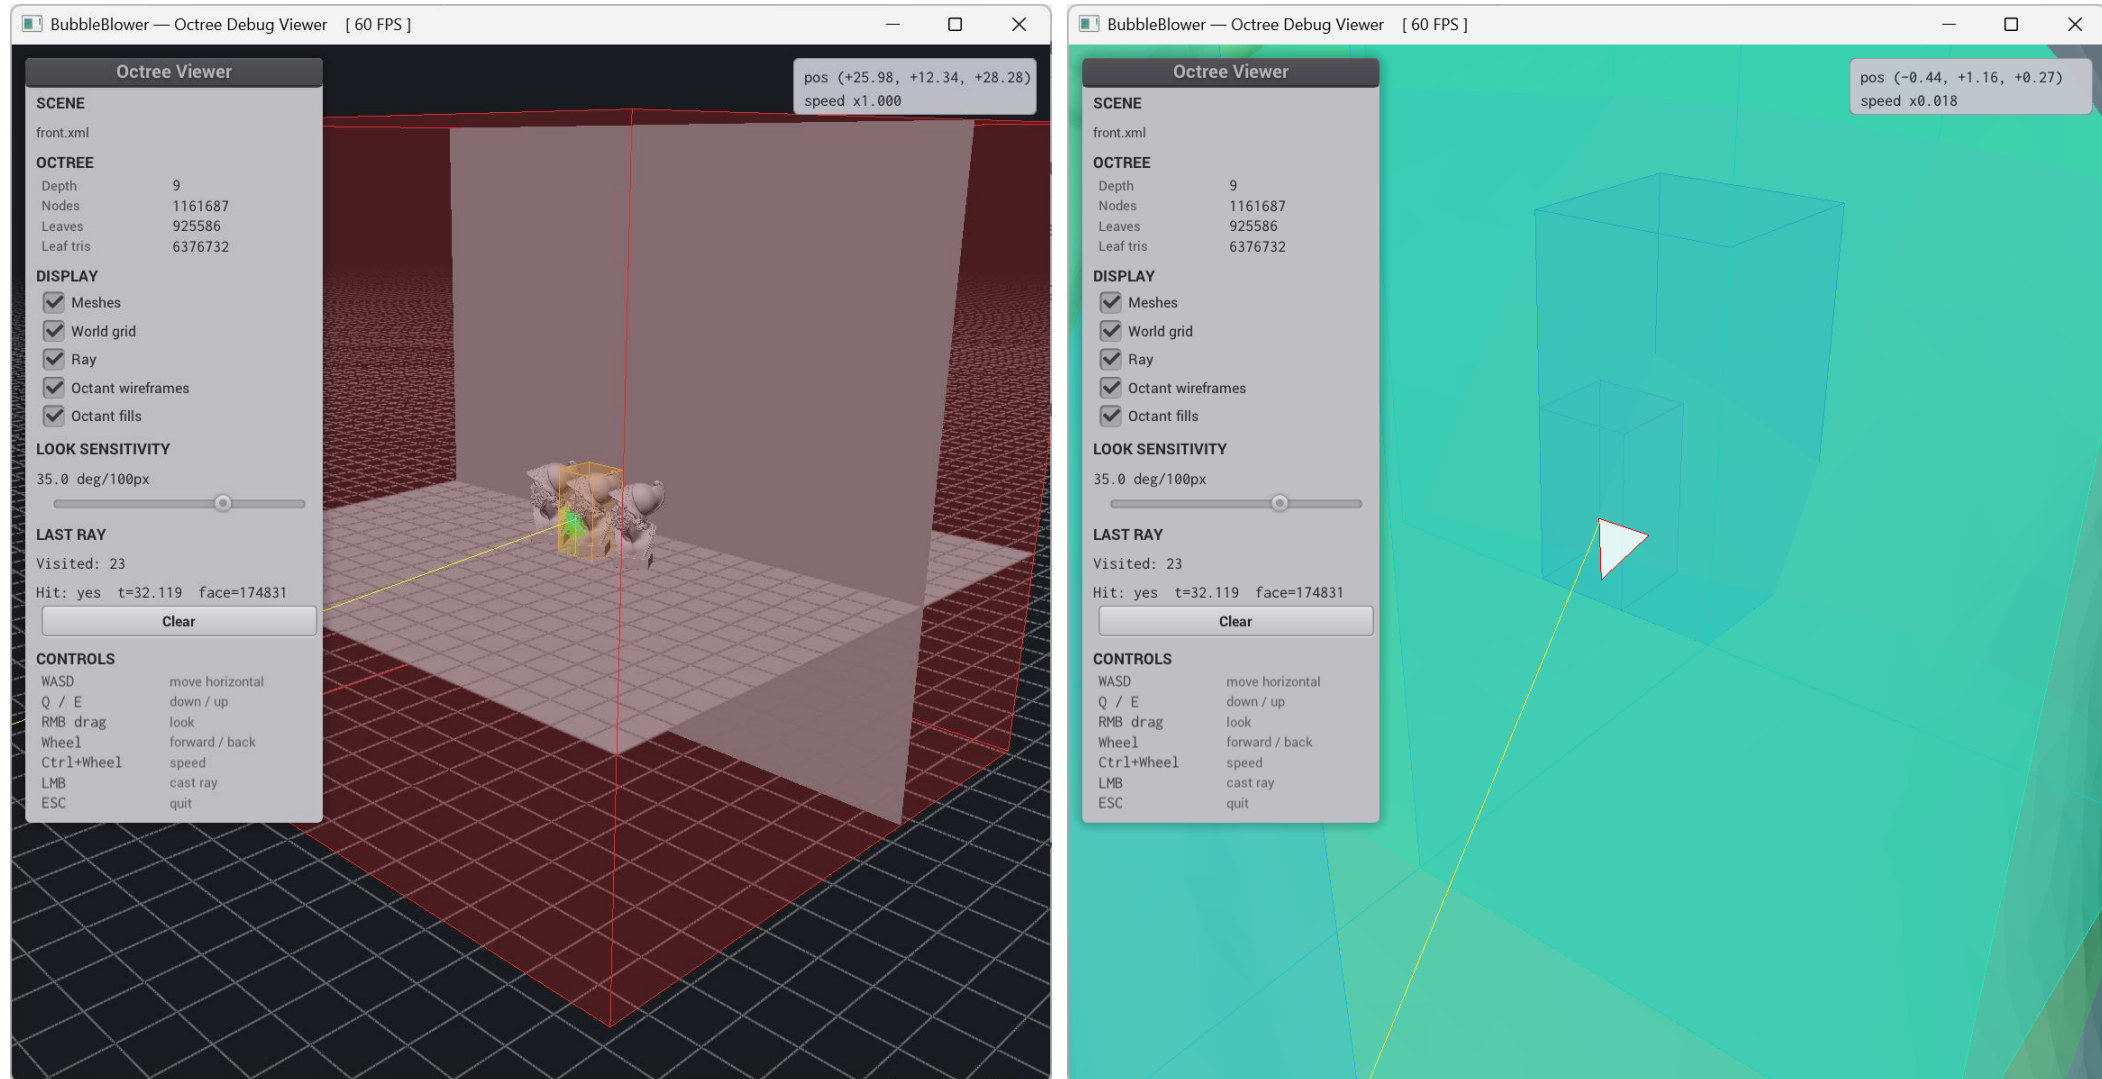 BubbleBlower — Octree Debug Viewer [ 60 FPS ]
Octree Viewer
SCENE
front.xml
OCTREE
Depth 9
Nodes 1161687
Leaves 925586
Leaf tris 6376732
DISPLAY
Meshes
World grid
Ray
Octant wireframes
Octant fills
LOOK SENSITIVITY
35.0 deg/100px
LAST RAY
Visited: 23
Hit: yes t=32.119 face=174831
Clear
CONTROLS
WASD move horizontal
Q / E down / up
RMB drag look
Wheel forward / back
Ctrl+Wheel speed
LMB cast ray
ESC quit
pos (+25.98, +12.34, +28.28)
speed x1.000
BubbleBlower — Octree Debug Viewer [ 60 FPS ]
Octree Viewer
SCENE
front.xml
OCTREE
Depth 9
Nodes 1161687
Leaves 925586
Leaf tris 6376732
DISPLAY
Meshes
World grid
Ray
Octant wireframes
Octant fills
LOOK SENSITIVITY
35.0 deg/100px
LAST RAY
Visited: 23
Hit: yes t=32.119 face=174831
Clear
CONTROLS
WASD move horizontal
Q / E down / up
RMB drag look
Wheel forward / back
Ctrl+Wheel speed
LMB cast ray
ESC quit
pos (-0.44, +1.16, +0.27)
speed x0.018